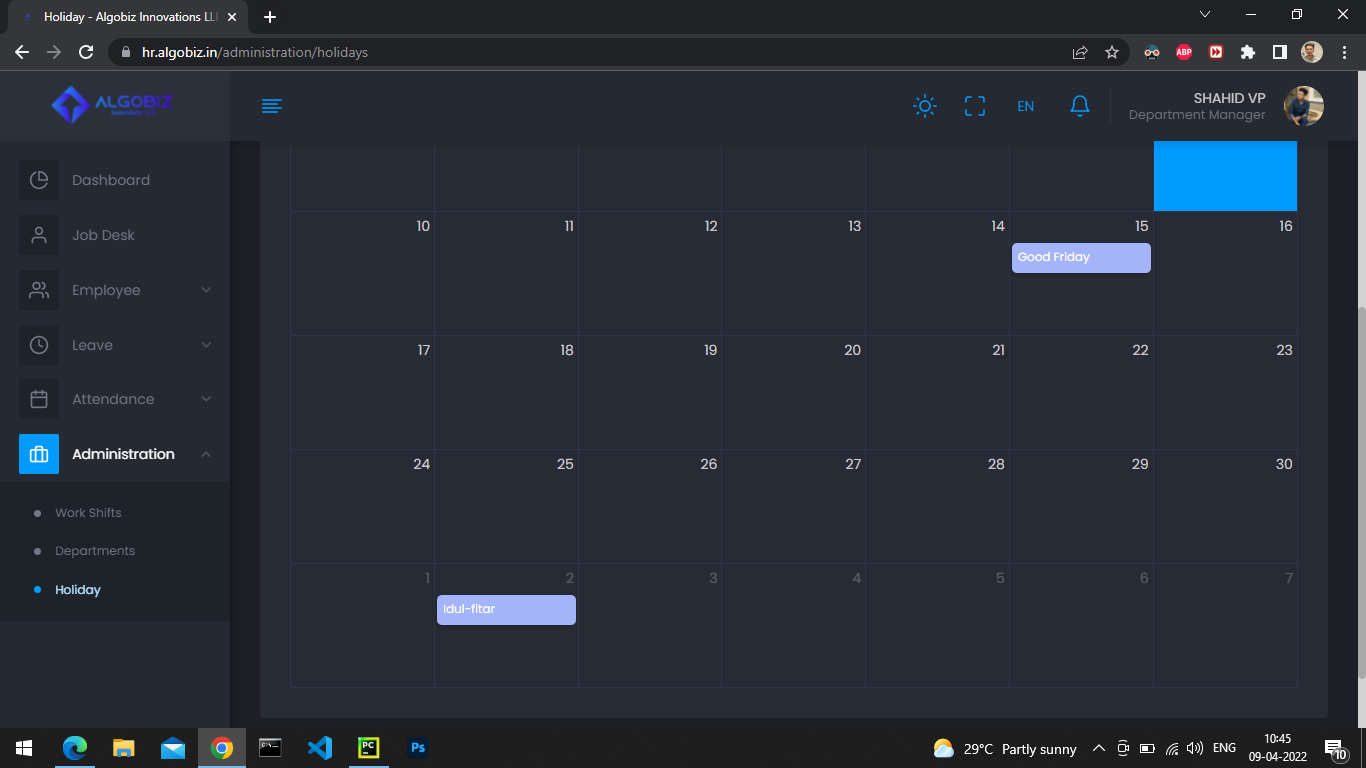 Holiday - Algobiz Innovations LL
hr.algobiz.in/administration/holidays
ABP
ALGOBIZ
EN
SHAHID VP
Department Manager
Dashboard
Job Desk
Employee
Leave
Attendance
Administration
Work Shifts
Departments
Holiday
10 11 12 13 14 15 16
Good Friday
17 18 19 20 21 22 23
24 25 26 27 28 29 30
1 2 3 4 5 6 7
Idul-fitar
PC
Ps
29°C Partly sunny
ENG
10:45
09-04-2022
10